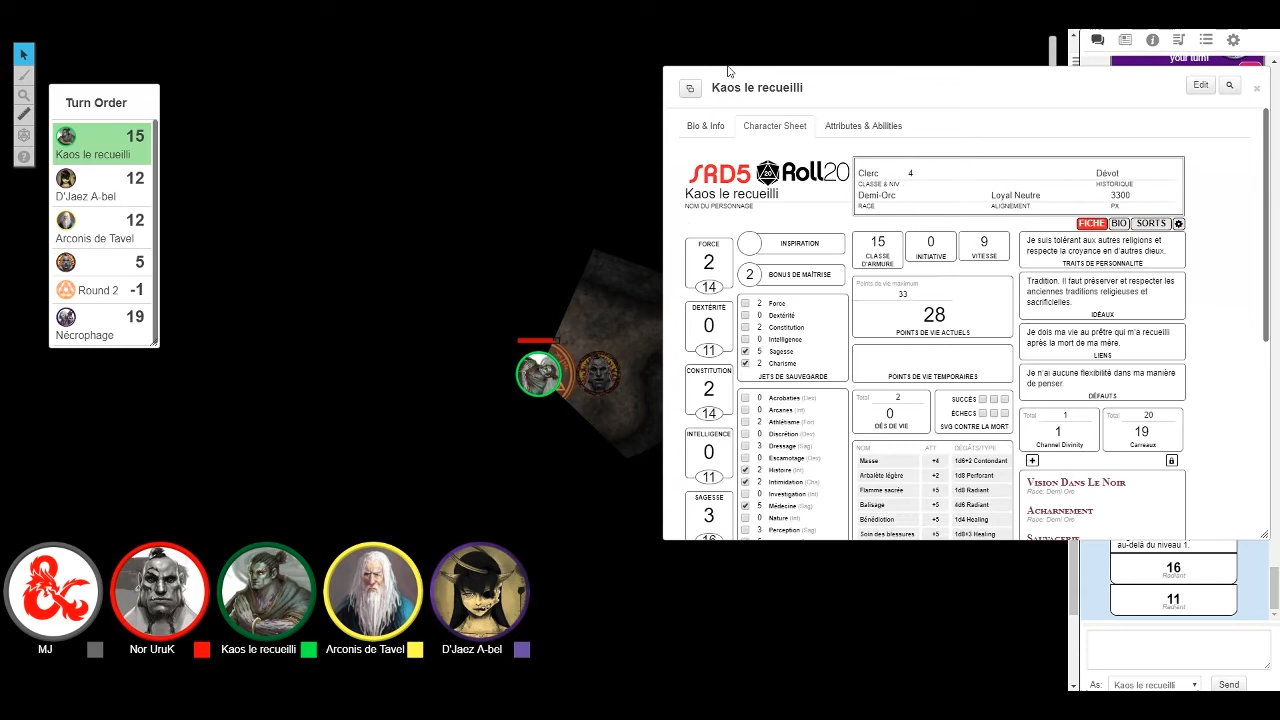 your turn!
Turn Order
15
Kaos le recueilli
12
D'Jaez A-bel
12
Arconis de Tavel
5
Round 2 -1
19
Nécrophage
Kaos le recueilli
Edit
Bio & Info Character Sheet Attributes & Abilities
SRD5 Roll20
Kaos le recueilli
NOM DU PERSONNAGE
Clerc 4 Dévot
CLASSE & NIV HISTORIQUE
Demi-Orc Loyal Neutre 3300
RACE ALIGNEMENT PX
FICHE BIO SORTS
FORCE
2
14
DEXTÉRITÉ
0
11
CONSTITUTION
2
14
INTELLIGENCE
0
11
SAGESSE
3
INSPIRATION
2 BONUS DE MAÎTRISE
2 Force
0 Dextérité
2 Constitution
0 Intelligence
5 Sagesse
2 Charisme
JETS DE SAUVEGARDE
0 Acrobaties (Dex)
0 Arcanes (Int)
2 Athlétisme (For)
0 Discrétion (Dex)
3 Dressage (Sag)
0 Escamotage (Dex)
2 Histoire (Int)
2 Intimidation (Cha)
0 Investigation (Int)
5 Médecine (Sag)
0 Nature (Int)
3 Perception (Sag)
15
CLASSE
D'ARMURE
0
INITIATIVE
9
VITESSE
Points de vie maximum
33
28
POINTS DE VIE ACTUELS
POINTS DE VIE TEMPORAIRES
Total 2
0
DÉS DE VIE
SUCCÈS
ÉCHECS
SVG CONTRE LA MORT
NOM ATT DÉGÂTS/TYPE
Masse +4 1d6+2 Contondant
Arbalète légère +2 1d8 Perforant
Flamme sacrée +5 1d8 Radiant
Balisage +5 4d6 Radiant
Bénédiction +5 1d4 Healing
Soin des blessures +5 1d8+3 Healing
Je suis tolérant aux autres religions et
respecte la croyance en d'autres dieux.
TRAITS DE PERSONNALITE
Tradition. Il faut préserver et respecter les
anciennes traditions religieuses et
sacrificielles.
IDÉAUX
Je dois ma vie au prêtre qui m'a recueilli
après la mort de ma mère.
LIENS
Je n'ai aucune flexibilité dans ma manière
de penser.
DÉFAUTS
Total 1
1
Channel Divinity
Total 20
19
Carreaux
VISION DANS LE NOIR
Race: Demi Orc
ACHARNEMENT
Race: Demi Orc
SAUVAGERIE
au-delà du niveau 1.
16
Radiant
11
Radiant
As: Kaos le recueilli Send
MJ
Nor UruK
Kaos le recueilli
Arconis de Tavel
D'Jaez A-bel